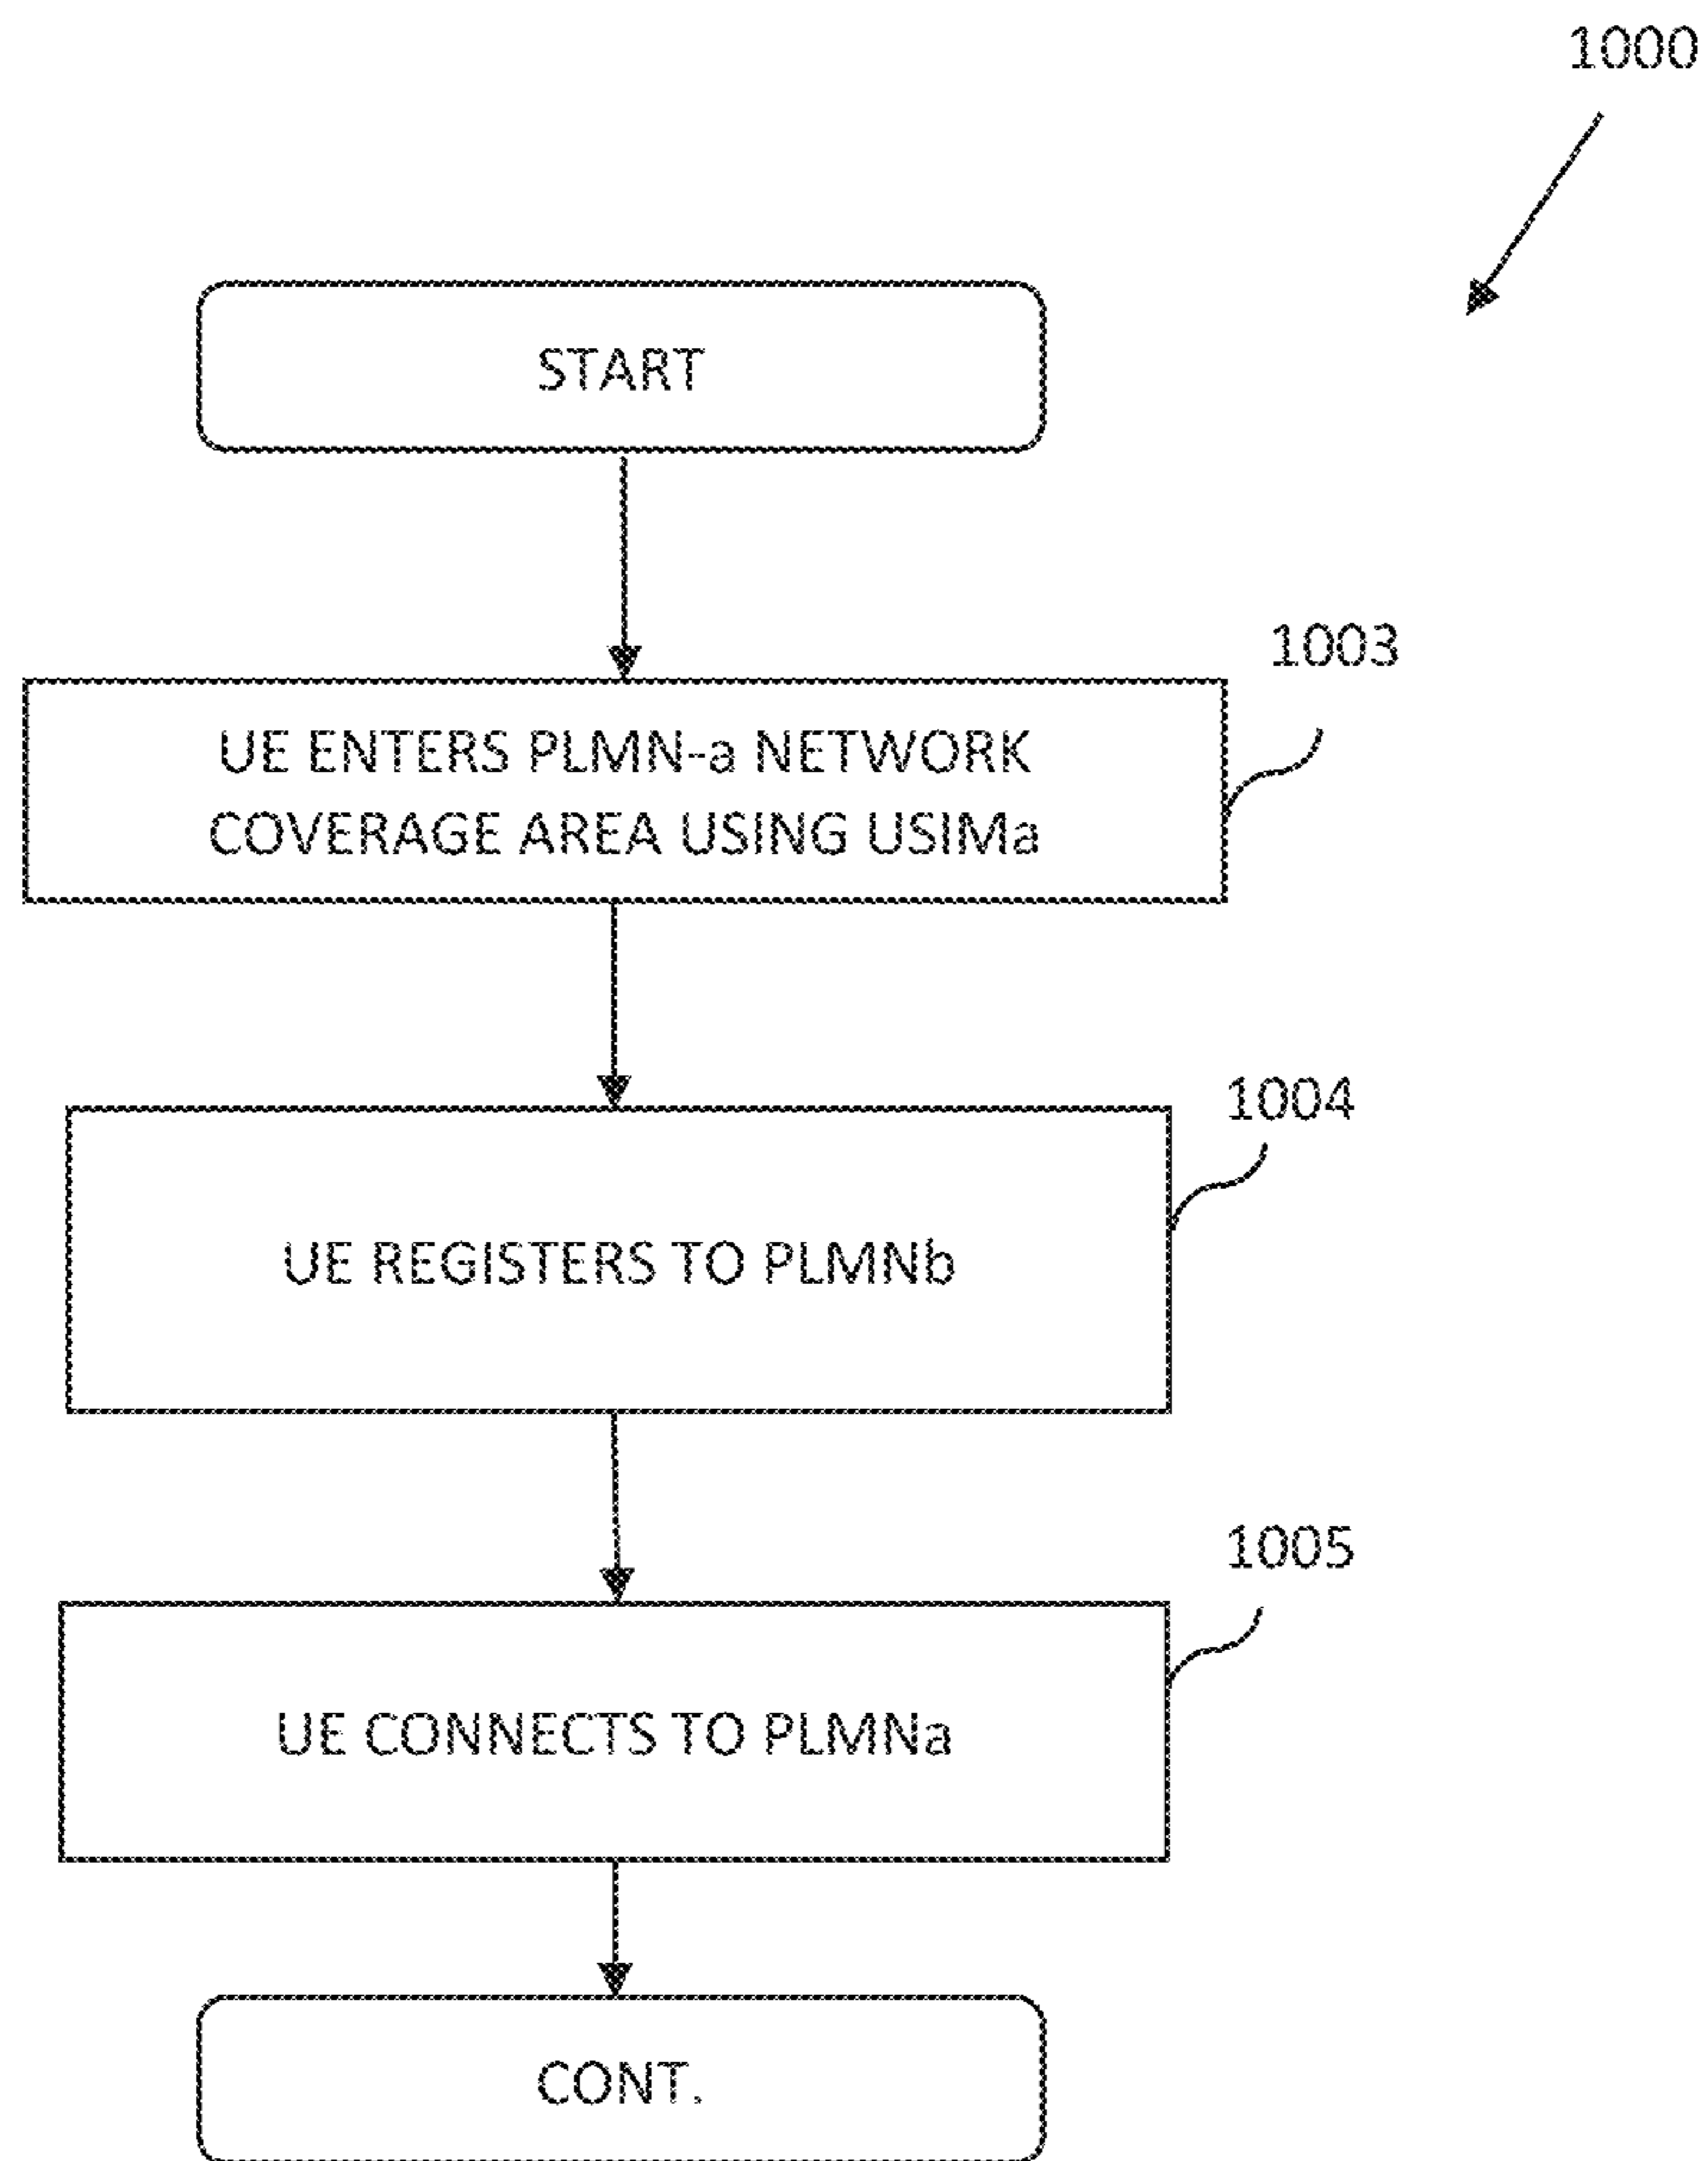 1000
START
1003
UE ENTERS PLMN-a NETWORK
COVERAGE AREA USING USIMa
1004
UE REGISTERS TO PLMNb
1005
UE CONNECTS TO PLMNa
CONT.